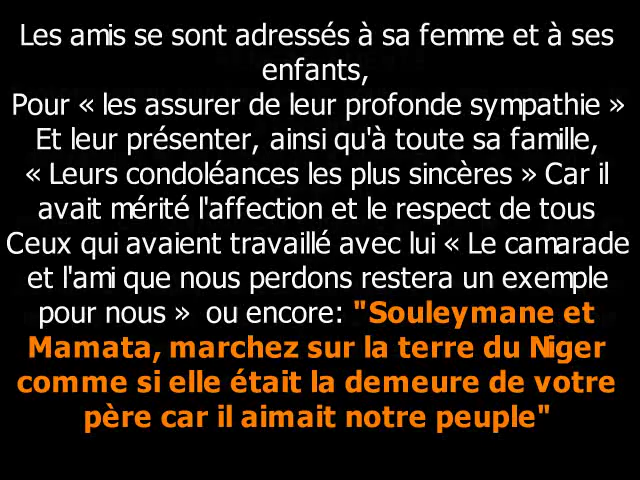 Les amis se sont adressés à sa femme et à ses
enfants,
Pour « les assurer de leur profonde sympathie »
Et leur présenter, ainsi qu'à toute sa famille,
« Leurs condoléances les plus sincères » Car il
avait mérité l'affection et le respect de tous
Ceux qui avaient travaillé avec lui « Le camarade
et l'ami que nous perdons restera un exemple
pour nous » ou encore: "Souleymane et
Mamata, marchez sur la terre du Niger
comme si elle était la demeure de votre
père car il aimait notre peuple"